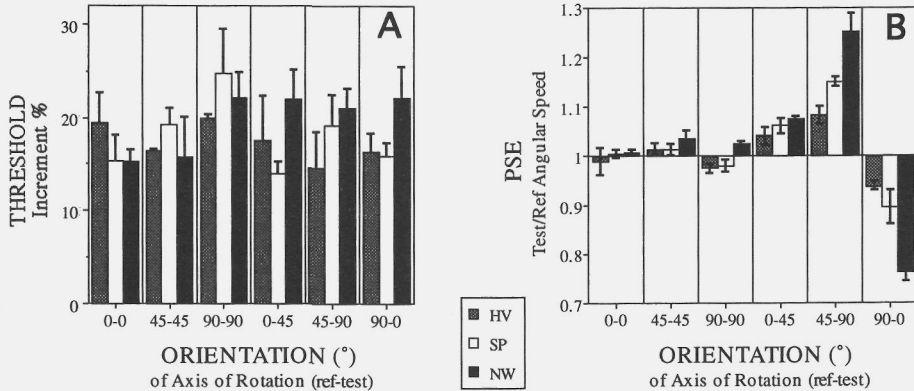 A
THRESHOLD
Increment %
30
20
10
0
0-0 45-45 90-90 0-45 45-90 90-0
ORIENTATION (°)
of Axis of Rotation (ref-test)
HV
SP
NW
B
PSE
Test/Ref Angular Speed
1.3
1.2
1.1
1
0.9
0.8
0.7
0-0 45-45 90-90 0-45 45-90 90-0
ORIENTATION (°)
of Axis of Rotation (ref-test)